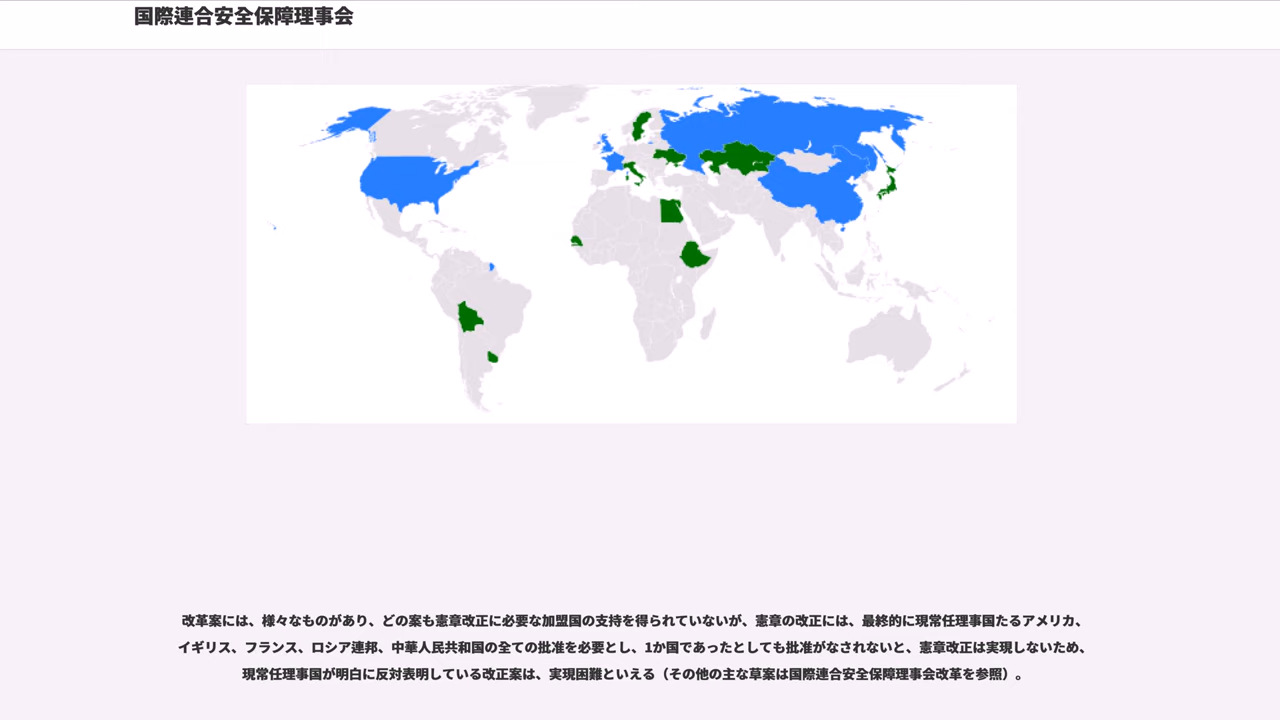 国際連合安全保障理事会
改革案には、様々なものがあり、どの案も憲章改正に必要な加盟国の支持を得られていないが、憲章の改正には、最終的に現常任理事国たるアメリカ、
イギリス、フランス、ロシア連邦、中華人民共和国の全ての批准を必要とし、1か国であったとしても批准がなされないと、憲章改正は実現しないため、
現常任理事国が明白に反対表明している改正案は、実現困難といえる（その他の主な草案は国際連合安全保障理事会改革を参照）。